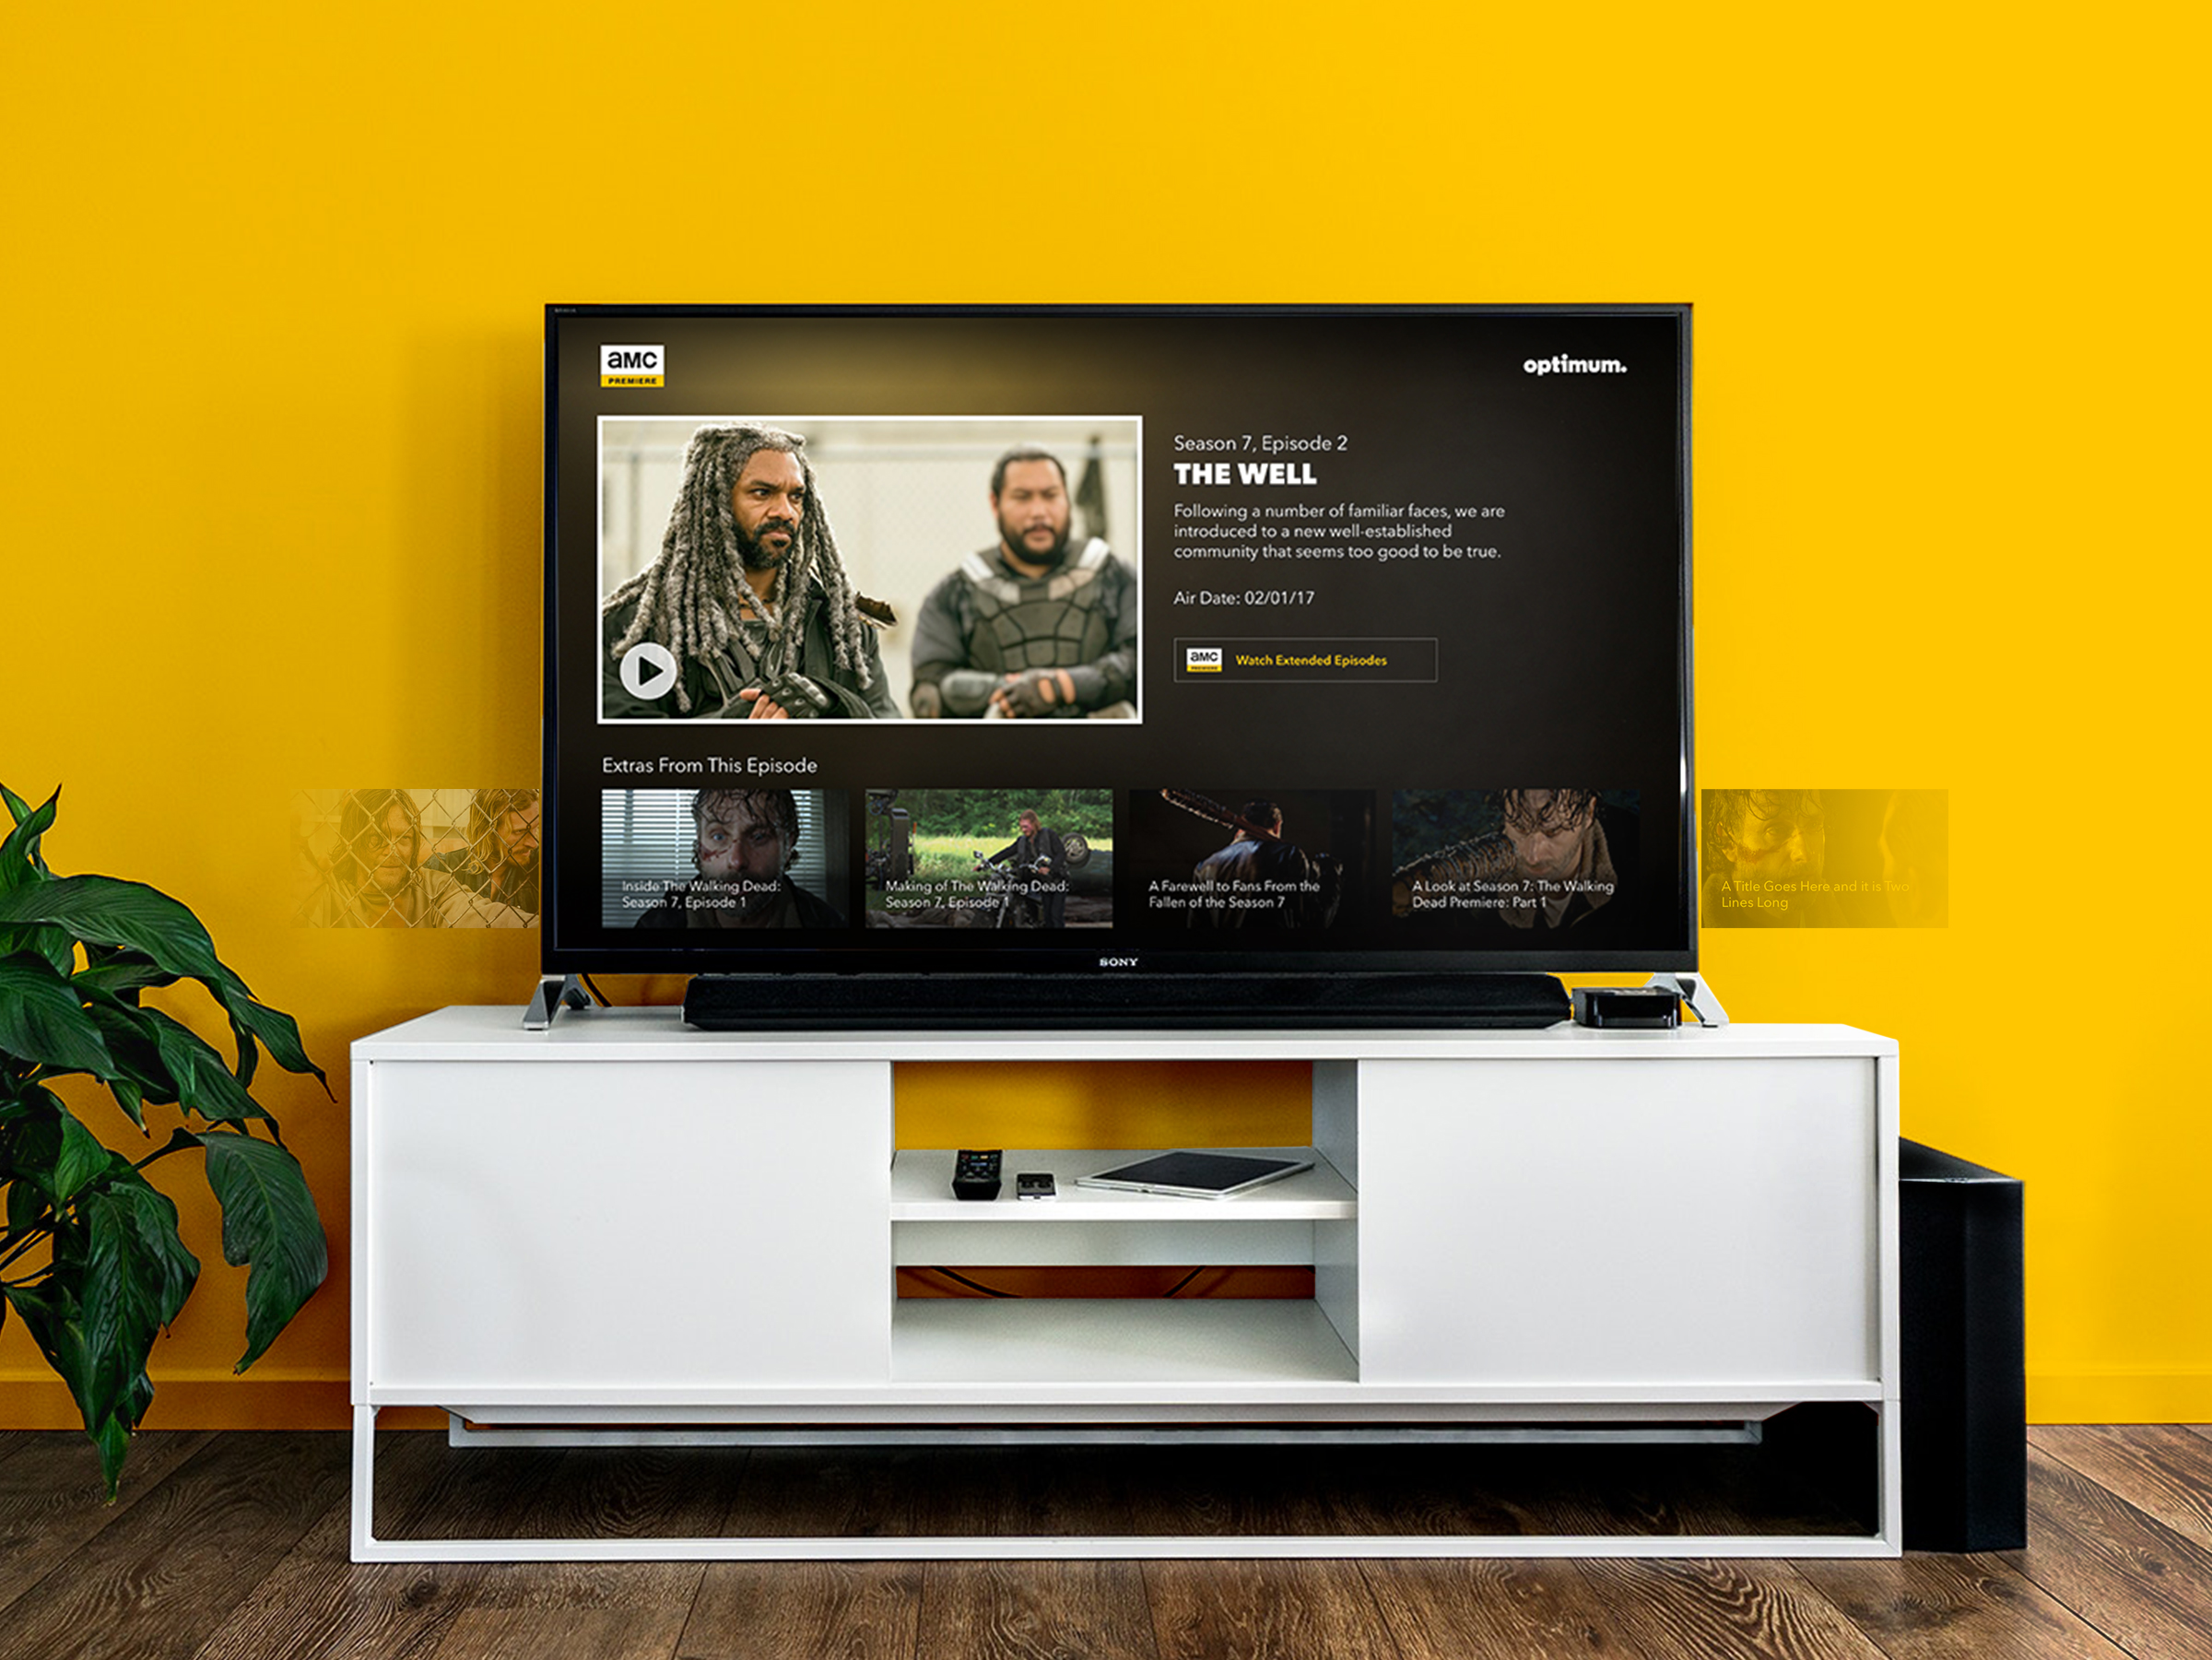 aMC
PREMIERE
optimum.
Season 7, Episode 2
THE WELL
Following a number of familiar faces, we are
introduced to a new well-established
community that seems too good to be true.
Air Date: 02/01/17
aMC
PREMIERE
Watch Extended Episodes
Extras From This Episode
Inside The Walking Dead:
Season 7, Episode 1
Making of The Walking Dead:
Season 7, Episode 1
A Farewell to Fans From the
Fallen of the Season 7
A Look at Season 7: The Walking
Dead Premiere: Part 1
A Title Goes Here and it is Two
Lines Long
SONY